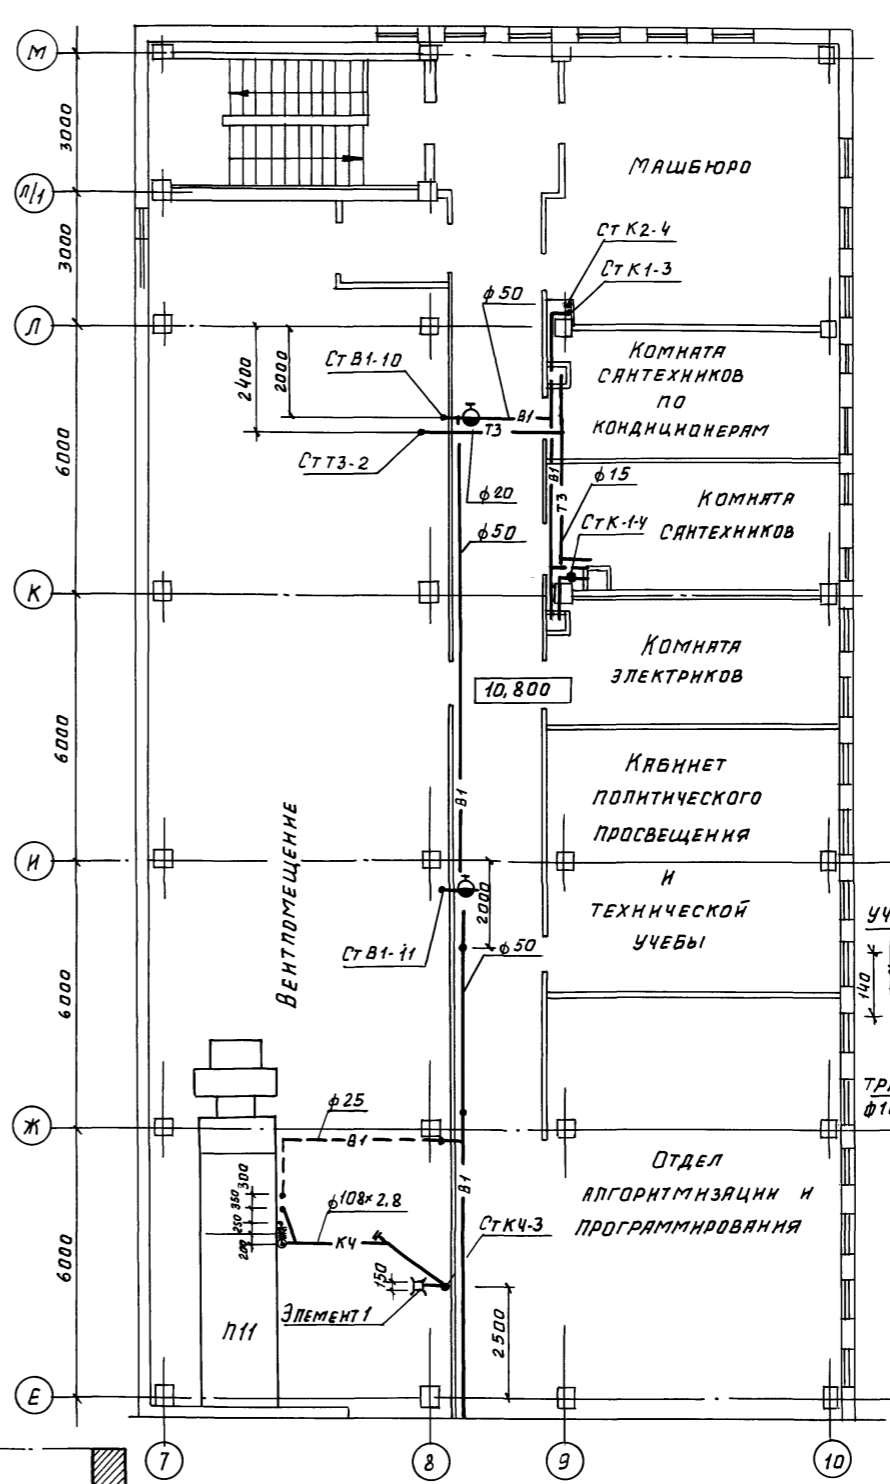 М
3000
Л/1
3000
МАШБЮРО
Ст К2-4
Ст К1-3
ф50
Л
2400
2000
Ст В1-10
В1
Т3
Ст Т3-2
ф20
ф50
КОМНАТА
САНТЕХНИКОВ
ПО
КОНДИЦИОНЕРАМ
6000
В1
Т3
ф15
Ст К-1-4
КОМНАТА
САНТЕХНИКОВ
К
КОМНАТА
ЭЛЕКТРИКОВ
10,800
6000
В1
ВЕНТПОМЕЩЕНИЕ
КАБИНЕТ
ПОЛИТИЧЕСКОГО
ПРОСВЕЩЕНИЯ
И
ТЕХНИЧЕСКОЙ
УЧЕБЫ
И
2000
Ст В1-11
ф50
6000
140
Ж
ф25
В1
В1
300
350
250
200
ф108×2,8
К4
Ст К4-3
150
ЭЛЕМЕНТ 1
П11
2500
6000
ОТДЕЛ
АЛГОРИТМИЗАЦИИ И
ПРОГРАММИРОВАНИЯ
Е
7
8
9
10